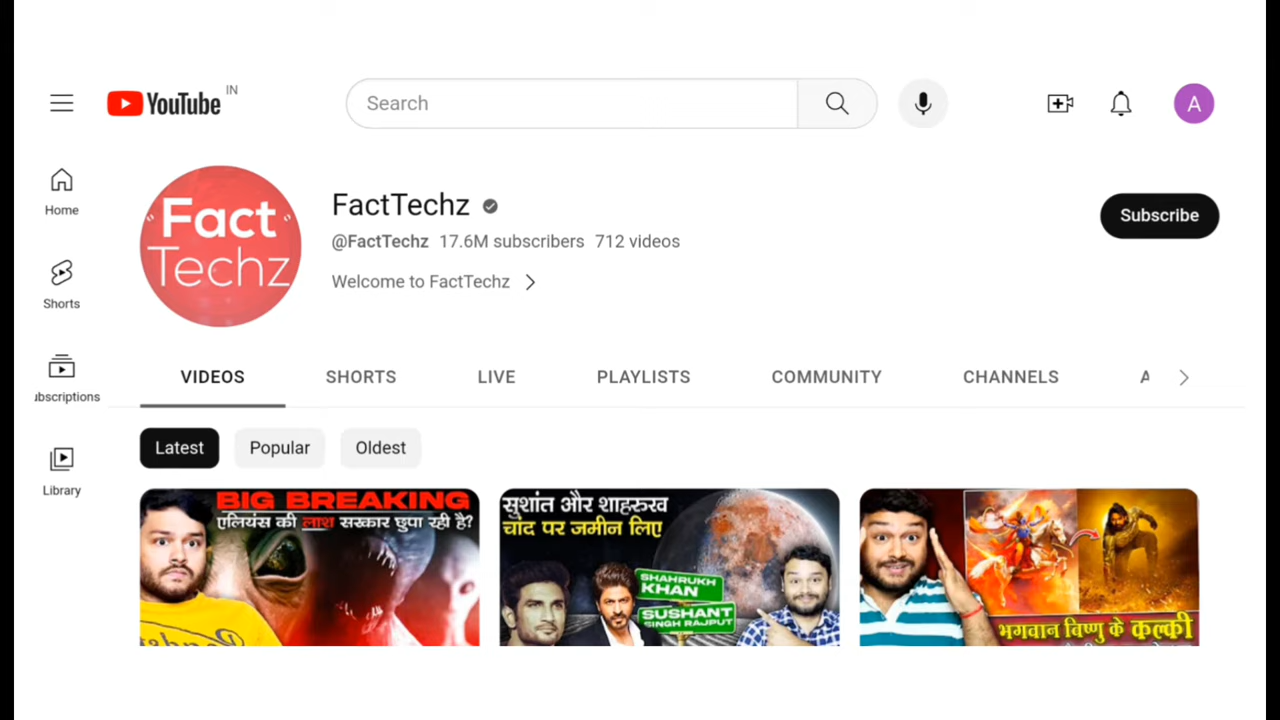 YouTube IN
Search
A
Home
Shorts
ubscriptions
Library
Fact
Techz
FactTechz
@FactTechz 17.6M subscribers 712 videos
Welcome to FactTechz
Subscribe
VIDEOS SHORTS LIVE PLAYLISTS COMMUNITY CHANNELS A
Latest Popular Oldest
BIG BREAKING
एलियंस की लाश सरकार छुपा रही है?
सुशांत और शाहरुख
चांद पर जमीन लिए
SHAHRUKH
KHAN
SUSHANT
SINGH RAJPUT
भगवान विष्णु के कल्की